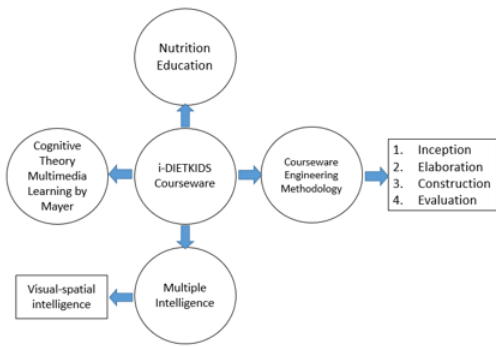 Nutrition
Education
Cognitive
Theory
Multimedia
Learning by
Mayer
i-DIETKIDS
Courseware
Courseware
Engineering
Methodology
1. Inception
2. Elaboration
3. Construction
4. Evaluation
Visual-spatial
intelligence
Multiple
Intelligence